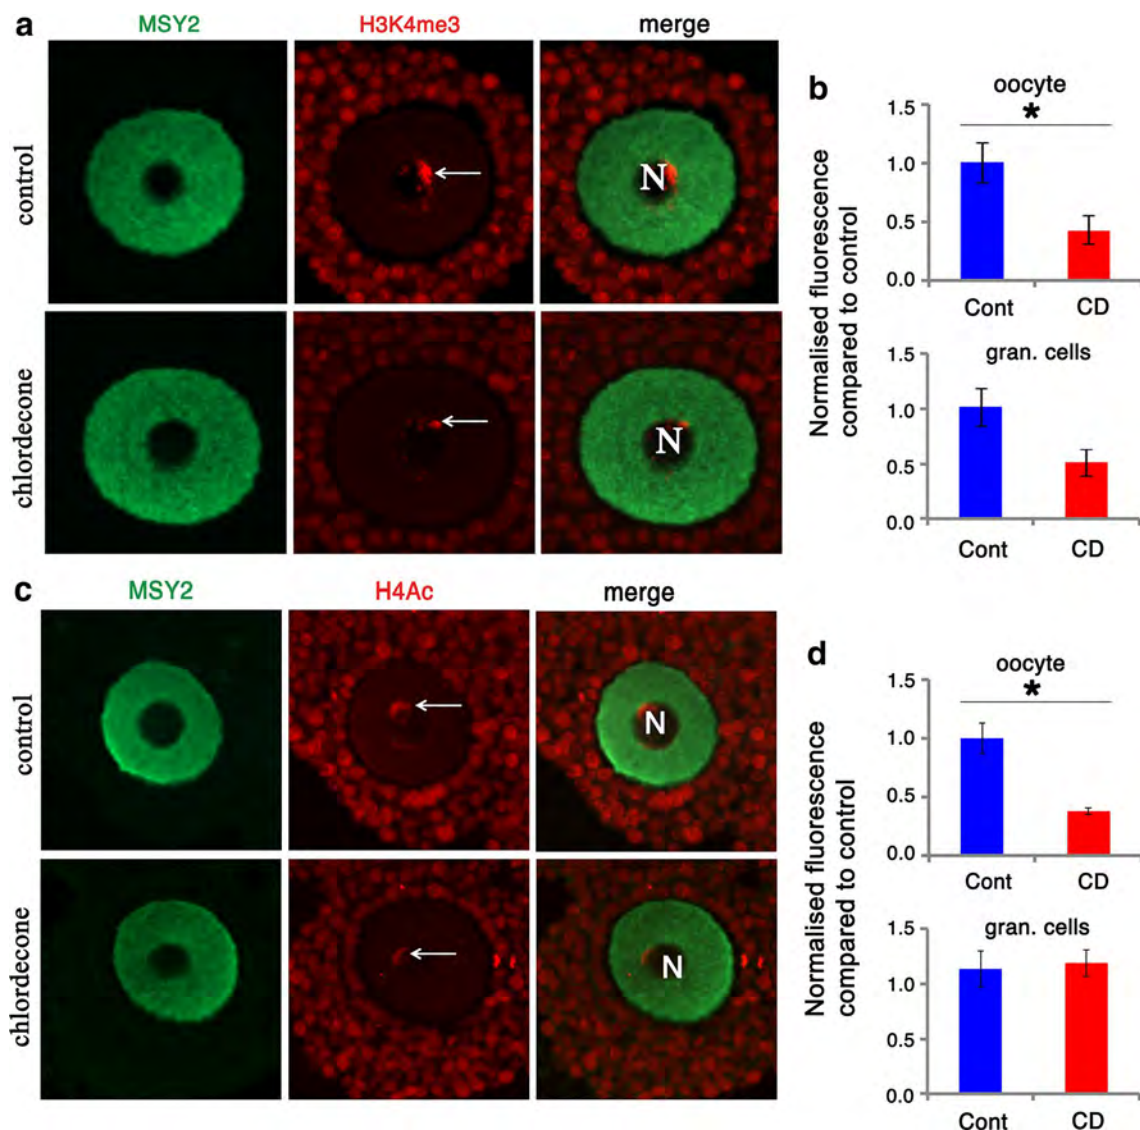 a
MSY2 H3K4me3 merge
control
N
chlordecone
N
b
oocyte
*
Normalised fluorescence
compared to control
1.5
1.0
0.5
0.0
Cont CD
gran. cells
1.5
1.0
0.5
0.0
Cont CD
c
MSY2 H4Ac merge
control
N
chlordecone
N
d
oocyte
*
Normalised fluorescence
compared to control
1.5
1.0
0.5
0.0
Cont CD
gran. cells
1.5
1.0
0.5
0.0
Cont CD